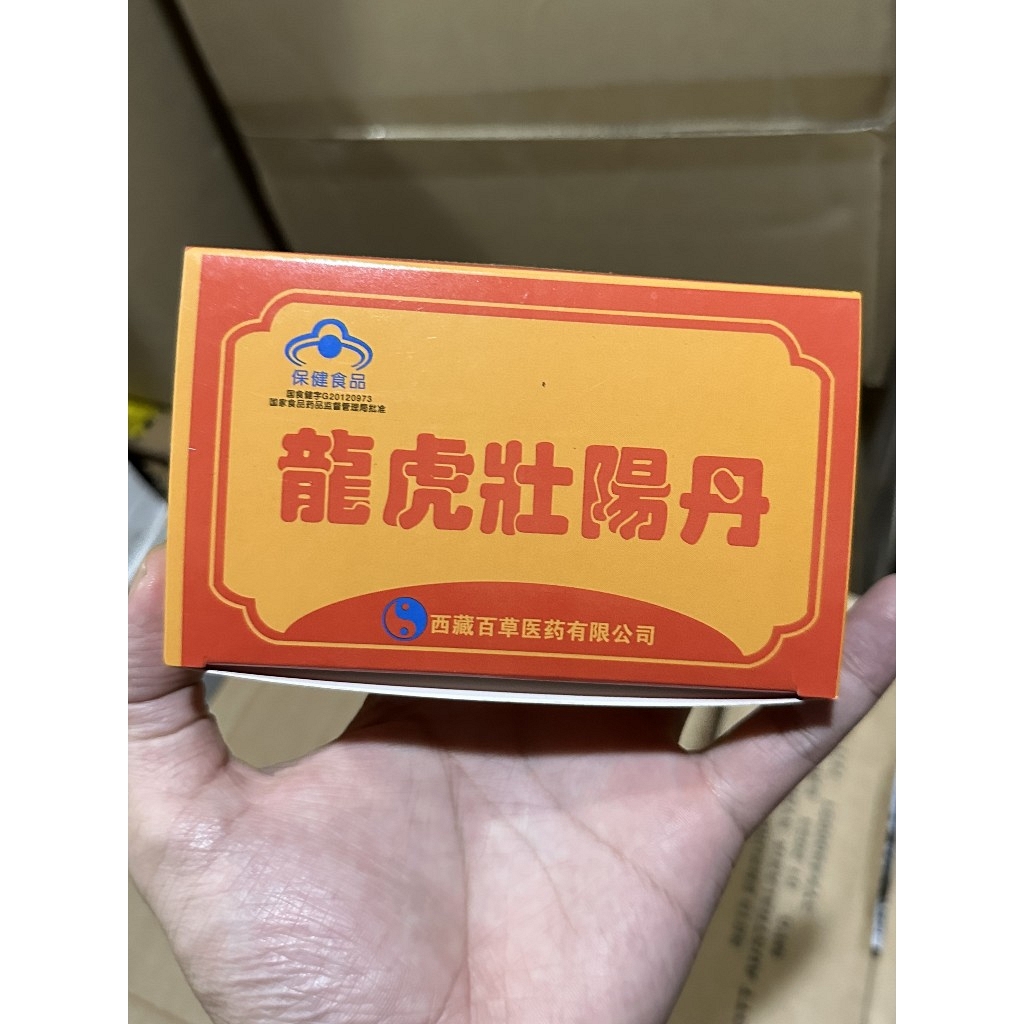 保健食品
国食健字G20120973
国家食品药品监督管理局批准
龍虎壯陽丹
西藏百草医药有限公司